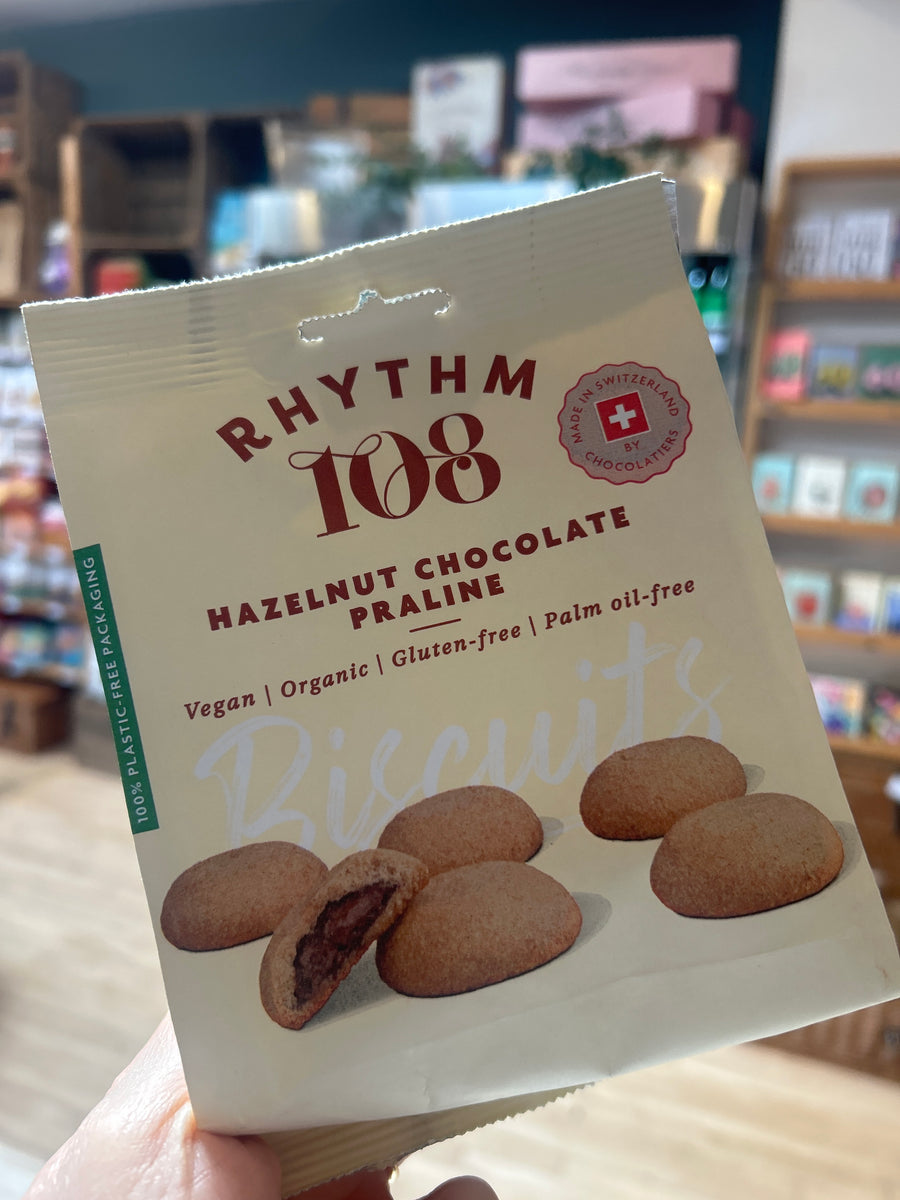 RHYTHM
108
MADE IN SWITZERLAND
BY
CHOCOLATIERS
HAZELNUT CHOCOLATE
PRALINE
Vegan | Organic | Gluten-free | Palm oil-free
Biscuits
100% PLASTIC-FREE PACKAGING